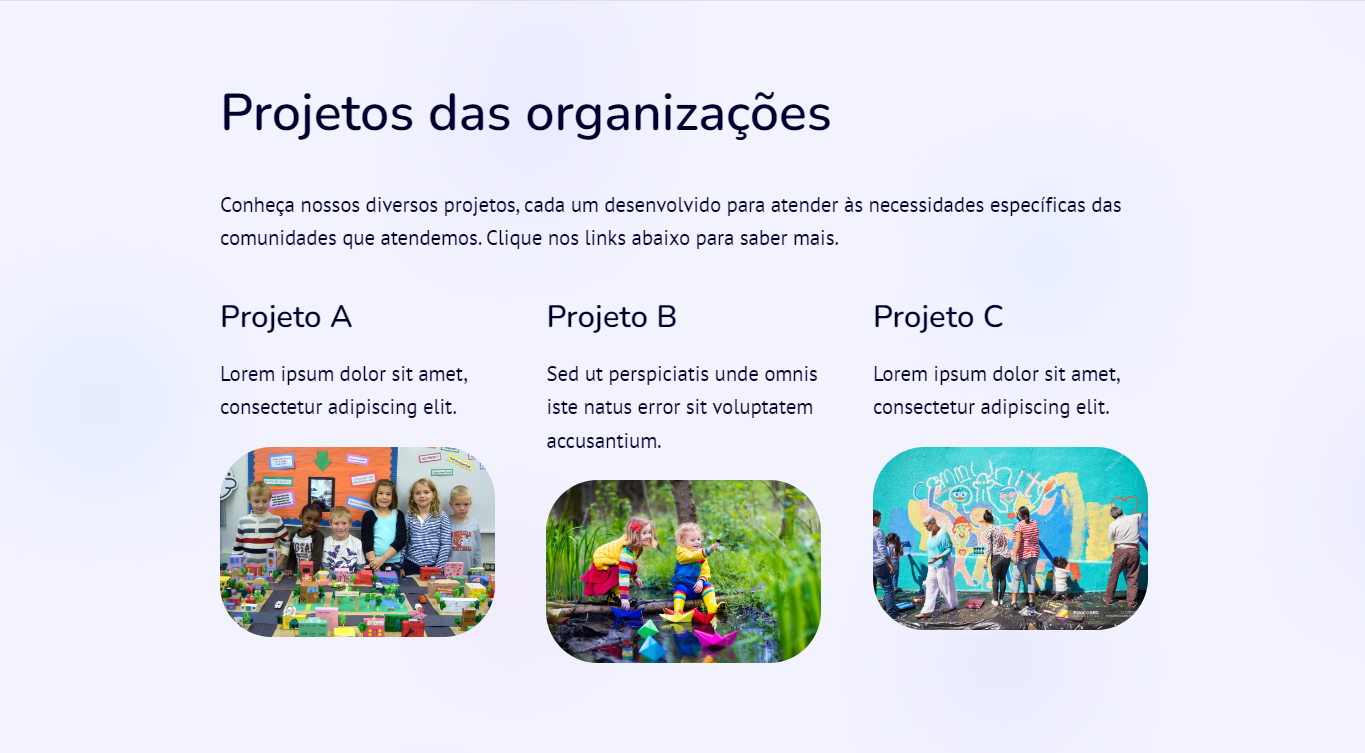 Projetos das organizações
Conheça nossos diversos projetos, cada um desenvolvido para atender às necessidades específicas das
comunidades que atendemos. Clique nos links abaixo para saber mais.
Projeto A
Lorem ipsum dolor sit amet,
consectetur adipiscing elit.
Projeto B
Sed ut perspiciatis unde omnis
iste natus error sit voluptatem
accusantium.
Projeto C
Lorem ipsum dolor sit amet,
consectetur adipiscing elit.